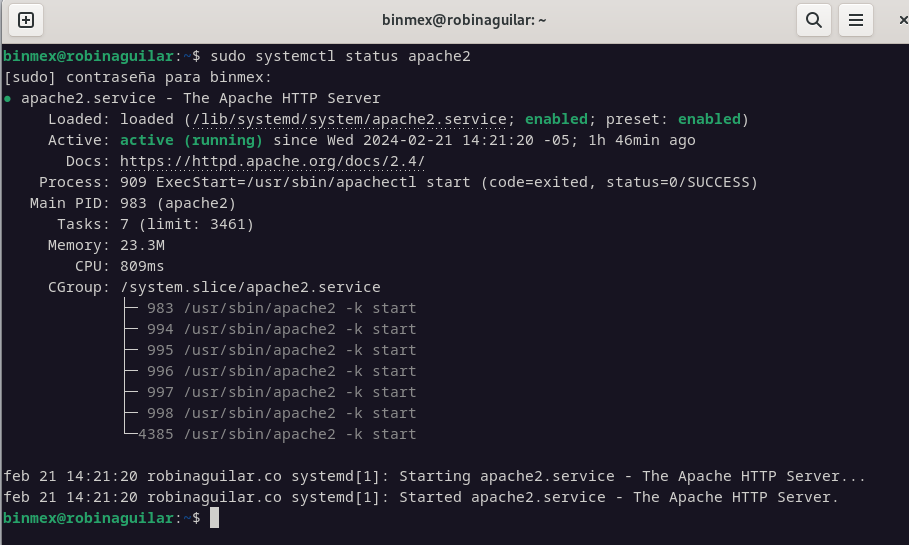 binmex@robinaguilar: ~
binmex@robinaguilar:~$ sudo systemctl status apache2
[sudo] contraseña para binmex:
● apache2.service - The Apache HTTP Server
     Loaded: loaded (/lib/systemd/system/apache2.service; enabled; preset: enabled)
     Active: active (running) since Wed 2024-02-21 14:21:20 -05; 1h 46min ago
       Docs: https://httpd.apache.org/docs/2.4/
    Process: 909 ExecStart=/usr/sbin/apachectl start (code=exited, status=0/SUCCESS)
   Main PID: 983 (apache2)
      Tasks: 7 (limit: 3461)
     Memory: 23.3M
        CPU: 809ms
     CGroup: /system.slice/apache2.service
             ├─ 983 /usr/sbin/apache2 -k start
             ├─ 994 /usr/sbin/apache2 -k start
             ├─ 995 /usr/sbin/apache2 -k start
             ├─ 996 /usr/sbin/apache2 -k start
             ├─ 997 /usr/sbin/apache2 -k start
             ├─ 998 /usr/sbin/apache2 -k start
             └─4385 /usr/sbin/apache2 -k start
feb 21 14:21:20 robinaguilar.co systemd[1]: Starting apache2.service - The Apache HTTP Server...
feb 21 14:21:20 robinaguilar.co systemd[1]: Started apache2.service - The Apache HTTP Server.
binmex@robinaguilar:~$